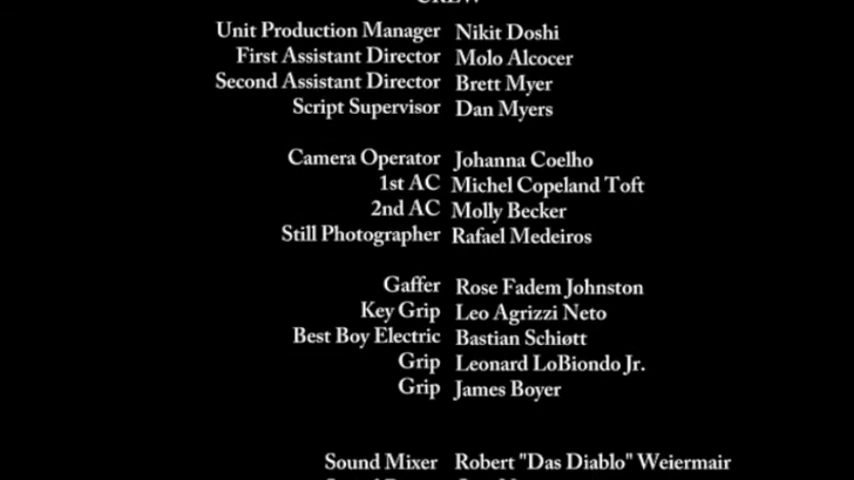 CREW
Unit Production Manager Nikit Doshi
First Assistant Director Molo Alcocer
Second Assistant Director Brett Myer
Script Supervisor Dan Myers
Camera Operator Johanna Coelho
1st AC Michel Copeland Toft
2nd AC Molly Becker
Still Photographer Rafael Medeiros
Gaffer Rose Fadem Johnston
Key Grip Leo Agrizzi Neto
Best Boy Electric Bastian Schiøtt
Grip Leonard LoBiondo Jr.
Grip James Boyer
Sound Mixer Robert "Das Diablo" Weiermair